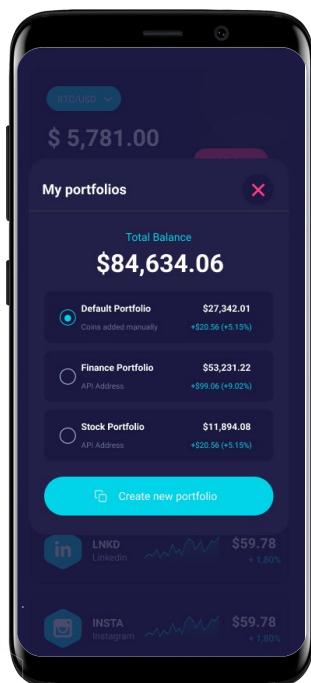 BTC/USD
$ 5,781.00
My portfolios
Total Balance
$84,634.06
Default Portfolio $27,342.01
Coins added manually +$20.56 (+5.15%)
Finance Portfolio $53,231.22
API Address +$99.06 (+9.02%)
Stock Portfolio $11,894.08
API Address +$20.56 (+5.15%)
Create new portfolio
in LNKD $59.78
Linkedin + 1,80%
INSTA $59.78
Instagram + 1,80%